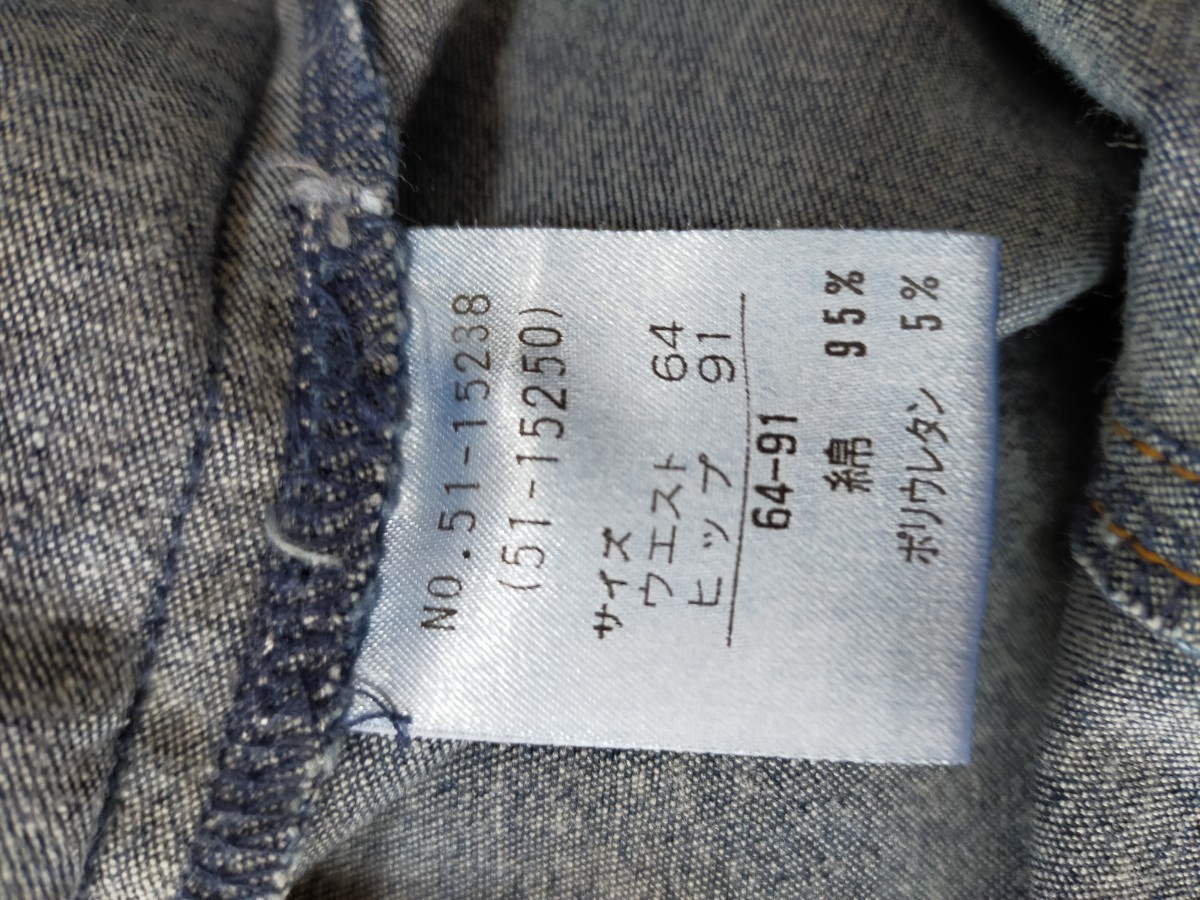 NO.51-15238
(51-15250)
サイズ
ウエスト 64
ヒップ 91
64-91
綿 95%
ポリウレタン 5%